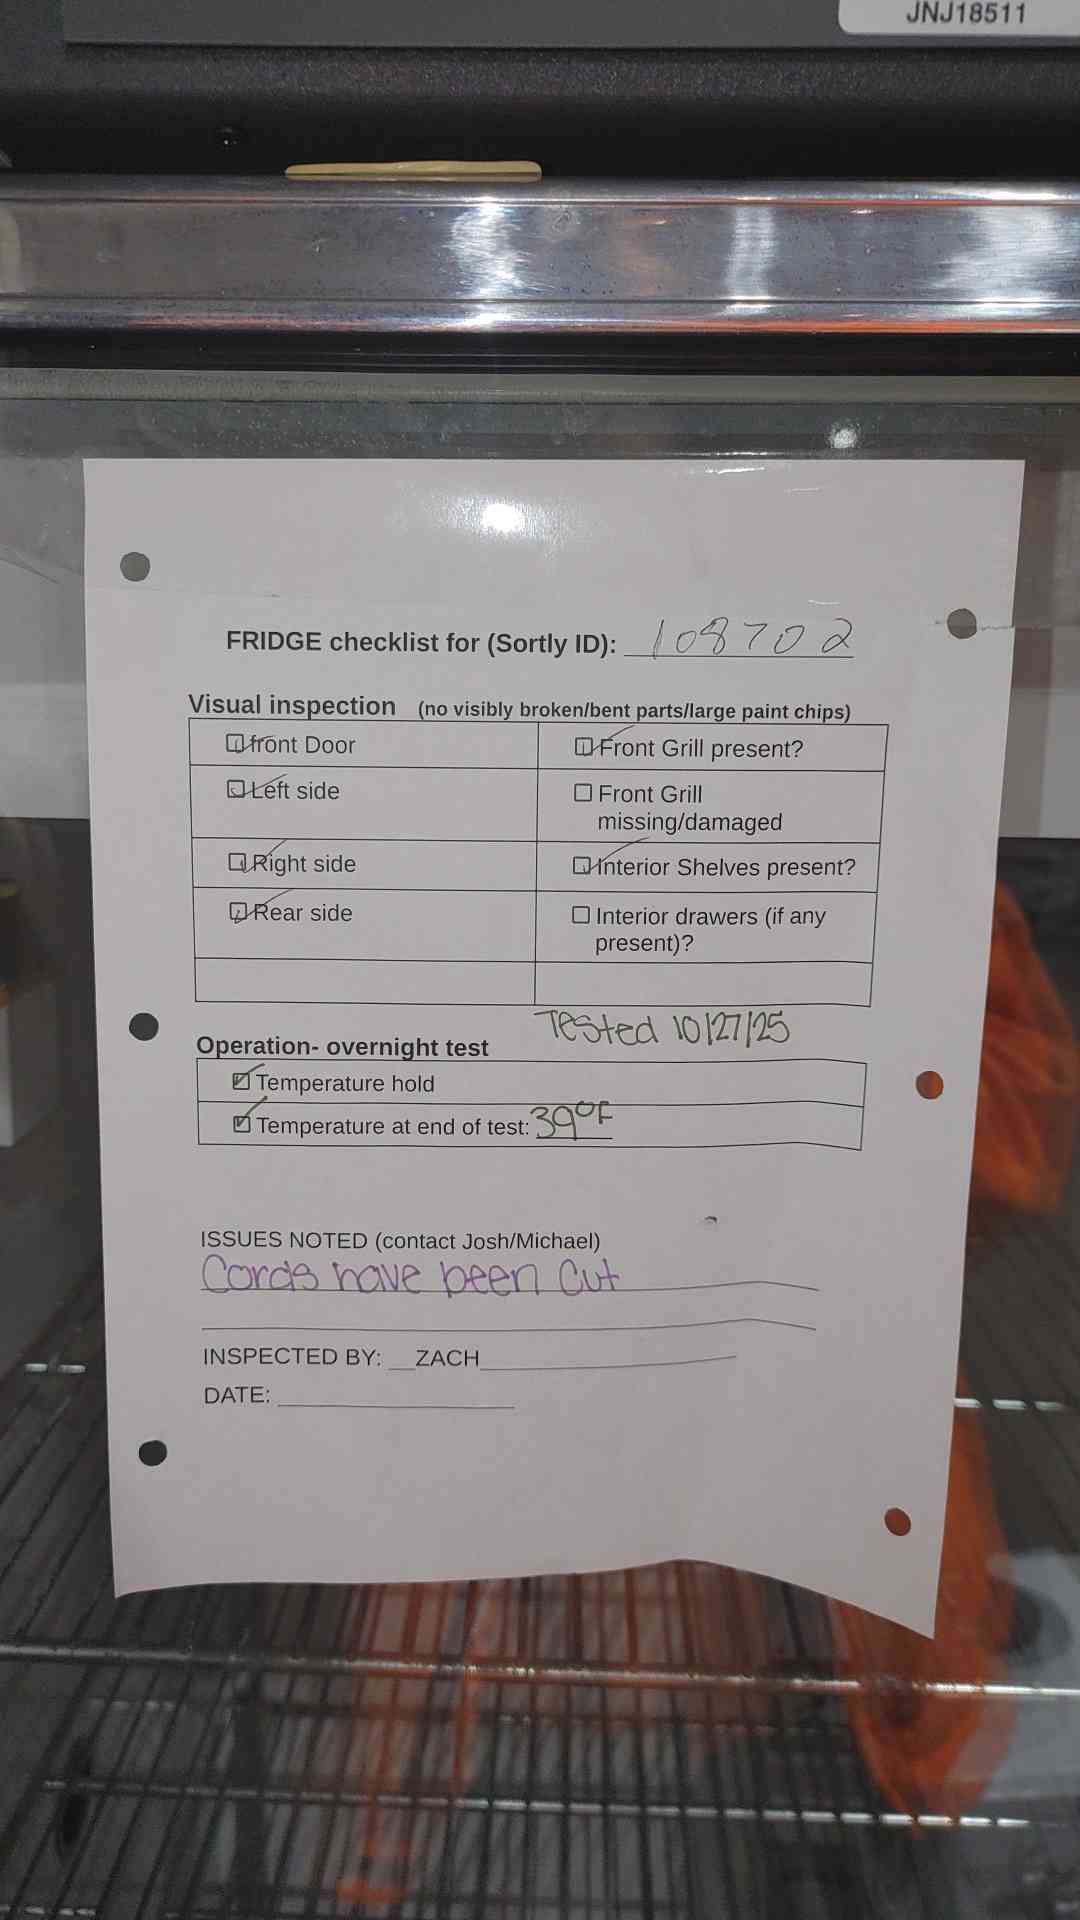 JNJ18511
FRIDGE checklist for (Sortly ID): 108702
Visual inspection (no visibly broken/bent parts/large paint chips)
☑ front Door
☑ Front Grill present?
☑ Left side
☐ Front Grill
missing/damaged
☑ Right side
☑ Interior Shelves present?
☑ Rear side
☐ Interior drawers (if any
present)?
Tested 10/27/25
Operation- overnight test
☑ Temperature hold
☑ Temperature at end of test: 39°F
ISSUES NOTED (contact Josh/Michael)
Cords have been cut
INSPECTED BY: __ZACH
DATE: